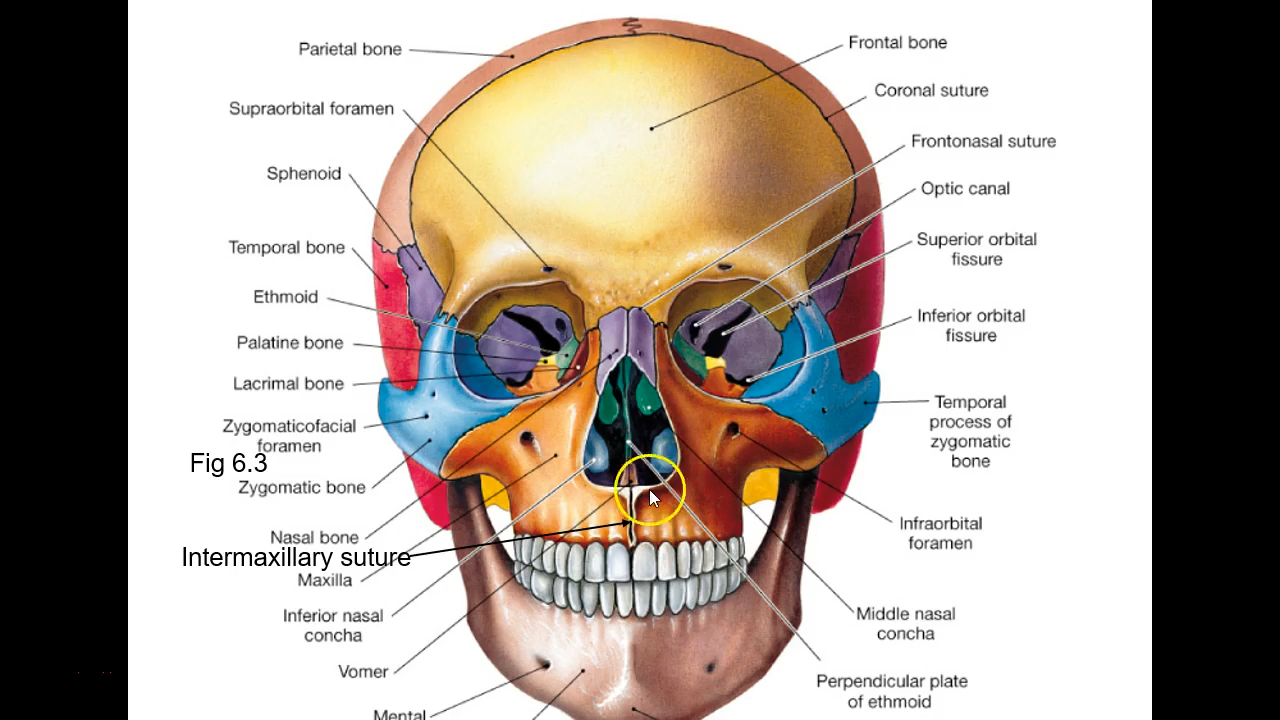 Parietal bone
Supraorbital foramen
Sphenoid
Temporal bone
Ethmoid
Palatine bone
Lacrimal bone
Zygomaticofacial
foramen
Fig 6.3
Zygomatic bone
Nasal bone
Intermaxillary suture
Maxilla
Inferior nasal
concha
Vomer
Mental
Frontal bone
Coronal suture
Frontonasal suture
Optic canal
Superior orbital
fissure
Inferior orbital
fissure
Temporal
process of
zygomatic
bone
Infraorbital
foramen
Middle nasal
concha
Perpendicular plate
of ethmoid